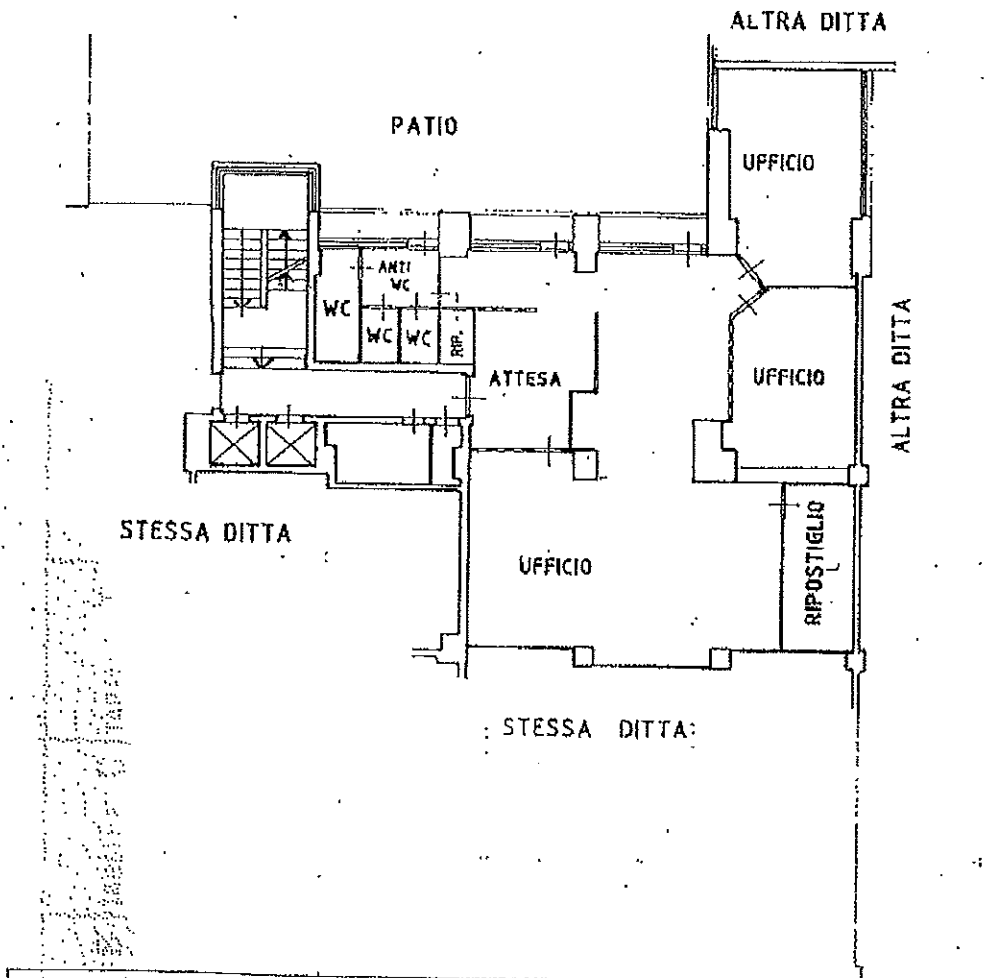 ALTRA DITTA
PATIO
UFFICIO
ANTI
WC
WC
WC
WC
RIP.
ATTESA
UFFICIO
ALTRA DITTA
STESSA DITTA
UFFICIO
RIPOSTIGLIO
STESSA DITTA